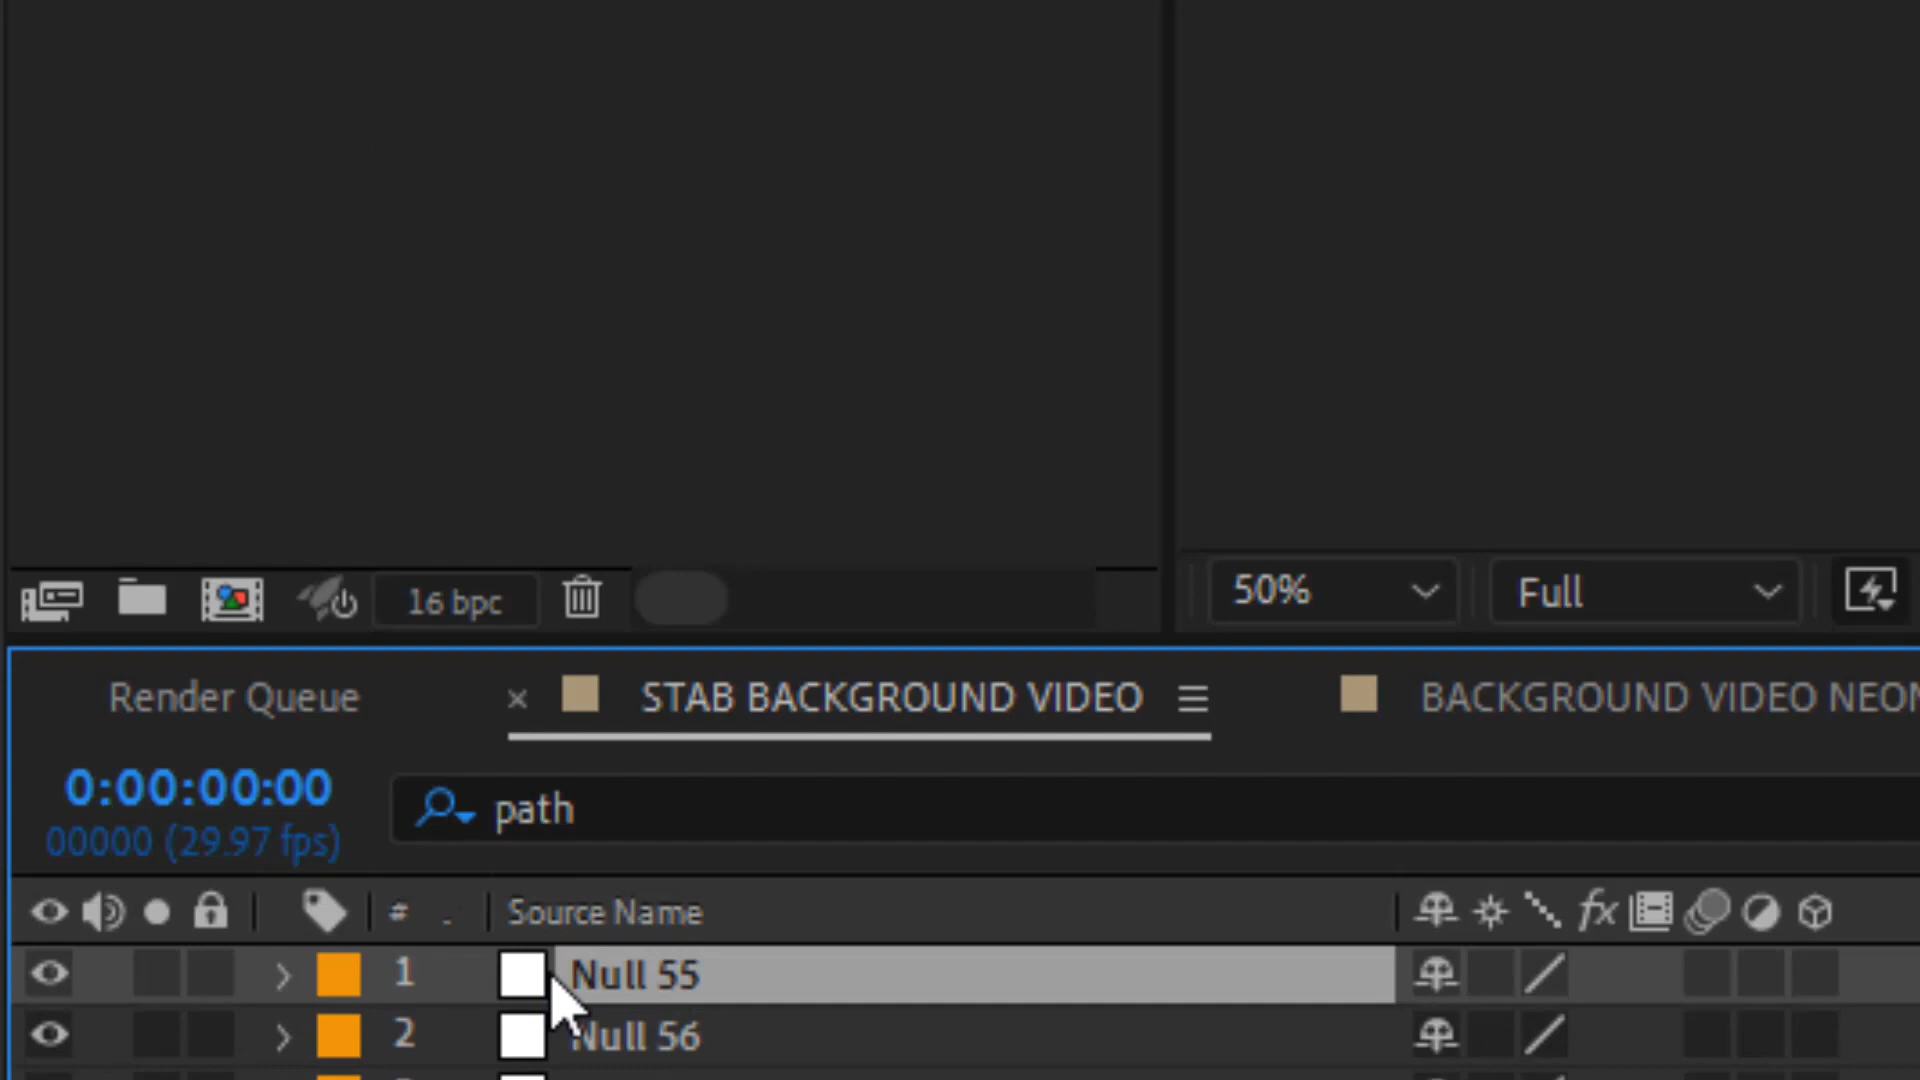 16 bpc
50%
Full
Render Queue
× STAB BACKGROUND VIDEO
BACKGROUND VIDEO NEON
0:00:00:00
00000 (29.97 fps)
path
# . Source Name fx
1 Null 55
2 Null 56